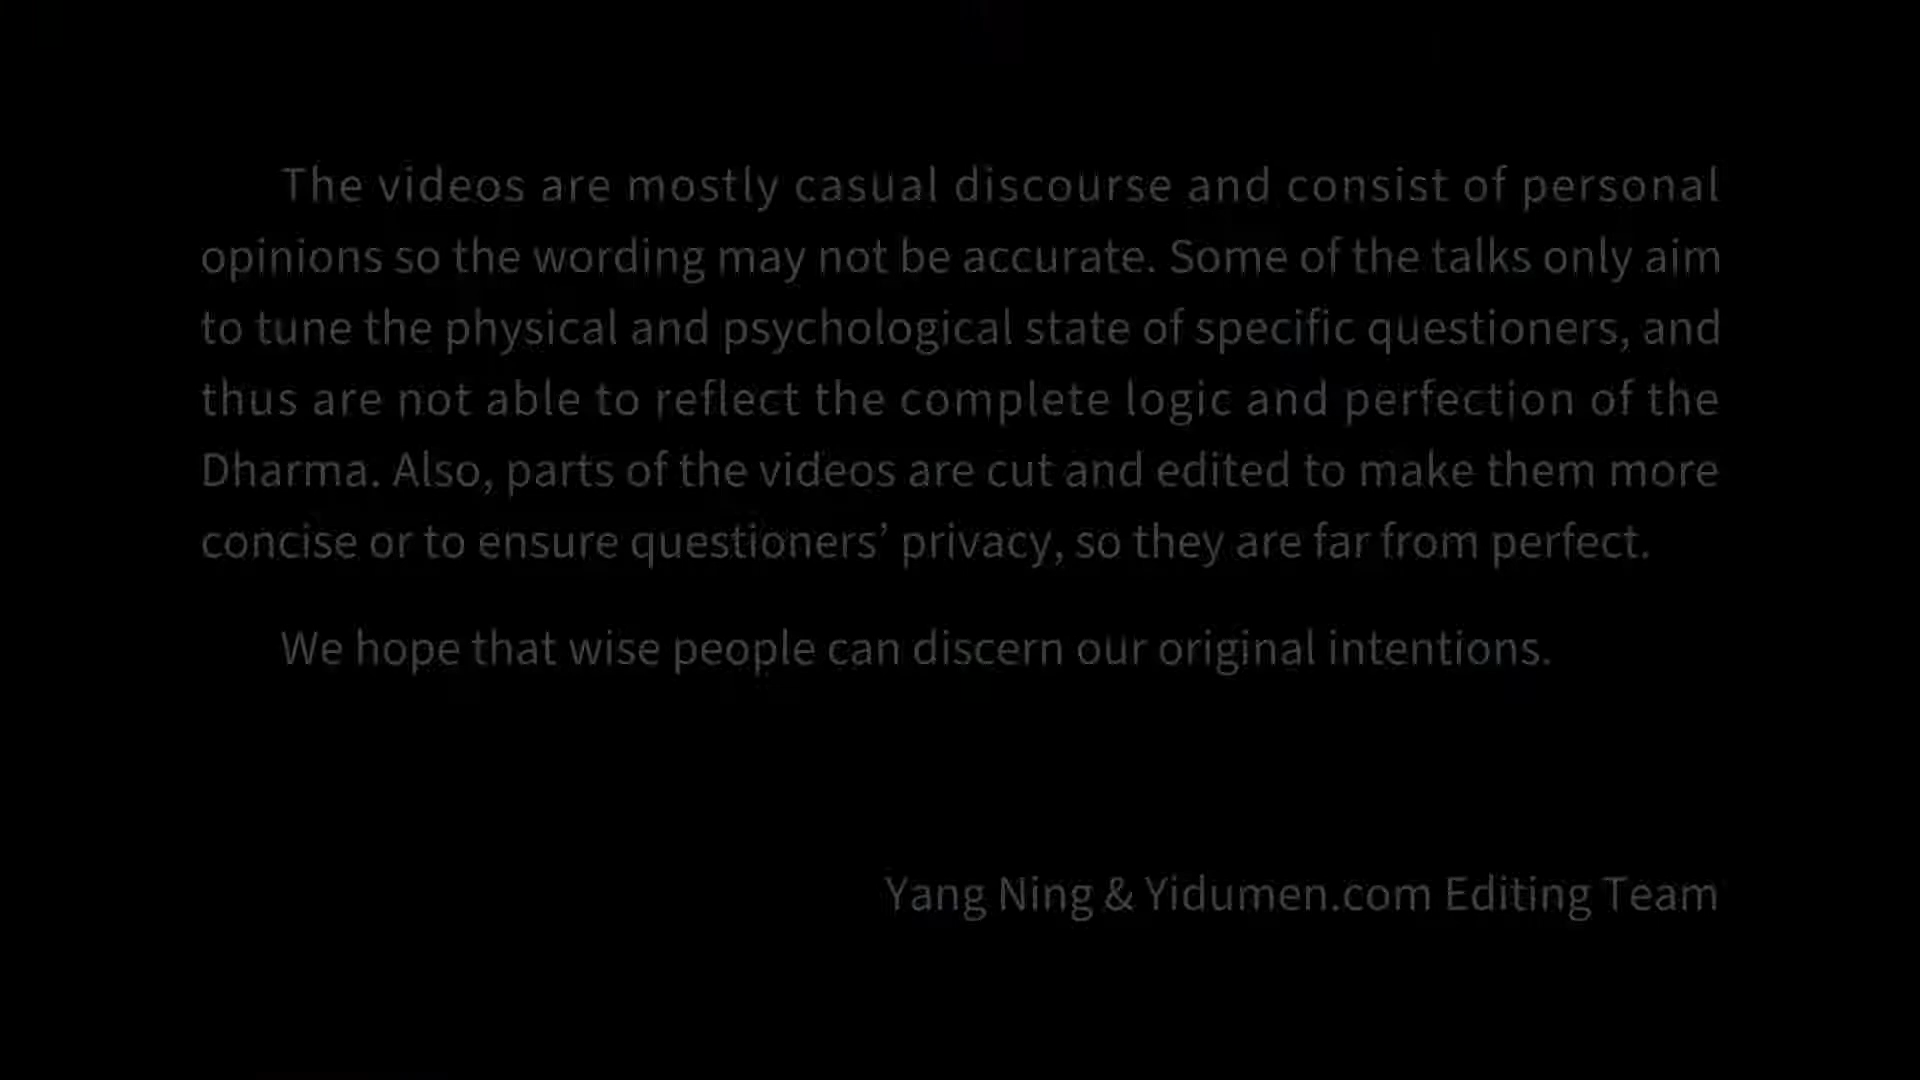 The videos are mostly casual discourse and consist of personal
opinions so the wording may not be accurate. Some of the talks only aim
to tune the physical and psychological state of specific questioners, and
thus are not able to reflect the complete logic and perfection of the
Dharma. Also, parts of the videos are cut and edited to make them more
concise or to ensure questioners’ privacy, so they are far from perfect.
We hope that wise people can discern our original intentions.
Yang Ning & Yidumen.com Editing Team